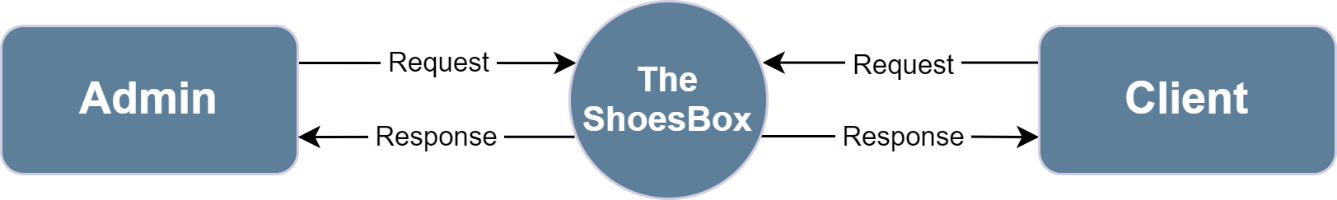 Admin
Request
Response
The
ShoesBox
Request
Response
Client